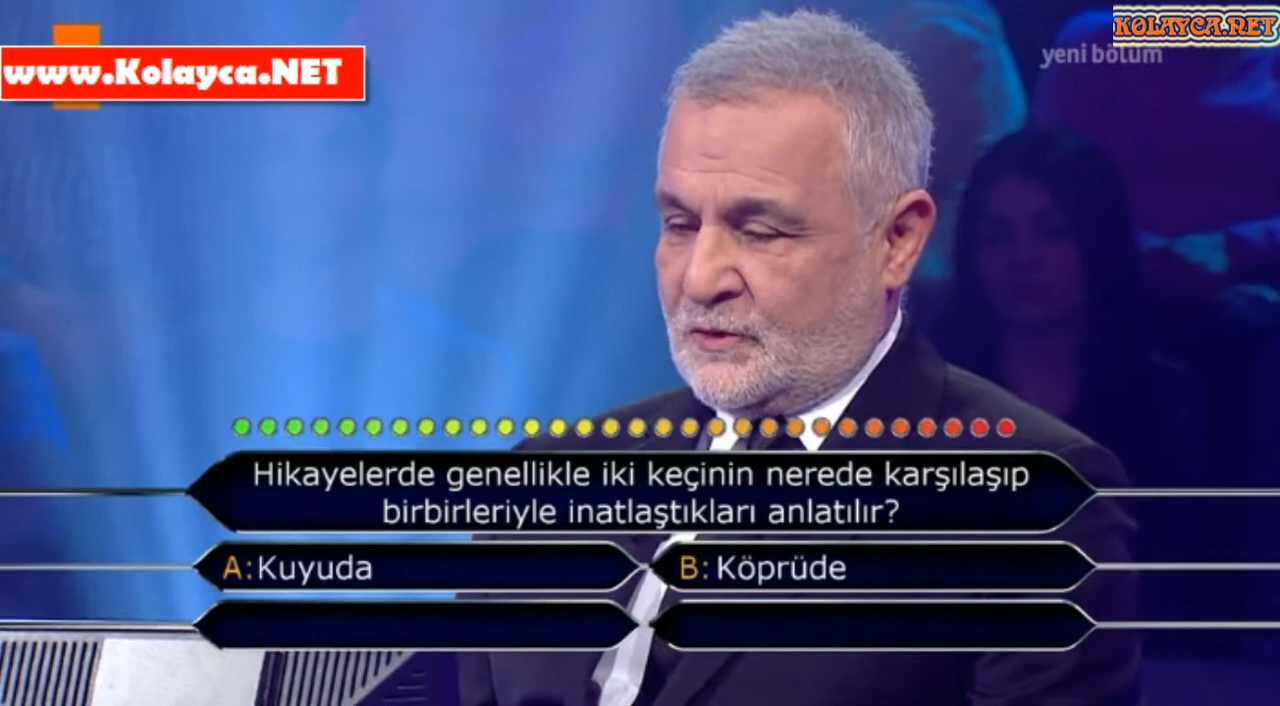 KOLAYCA.NET
www.Kolayca.NET
yeni bölüm
Hikayelerde genellikle iki keçinin nerede karşılaşıp
birbirleriyle inatlaştıkları anlatılır?
A: Kuyuda
B: Köprüde